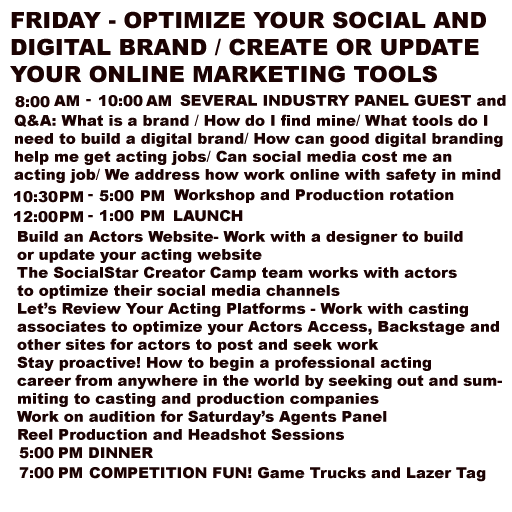 FRIDAY - OPTIMIZE YOUR SOCIAL AND
DIGITAL BRAND / CREATE OR UPDATE
YOUR ONLINE MARKETING TOOLS
8:00 AM - 10:00 AM SEVERAL INDUSTRY PANEL GUEST and
Q&A: What is a brand / How do I find mine/ What tools do I
need to build a digital brand/ How can good digital branding
help me get acting jobs/ Can social media cost me an
acting job/ We address how work online with safety in mind
10:30PM - 5:00 PM Workshop and Production rotation
12:00PM - 1:00 PM LAUNCH
Build an Actors Website- Work with a designer to build
or update your acting website
The SocialStar Creator Camp team works with actors
to optimize their social media channels
Let's Review Your Acting Platforms - Work with casting
associates to optimize your Actors Access, Backstage and
other sites for actors to post and seek work
Stay proactive! How to begin a professional acting
career from anywhere in the world by seeking out and sum-
miting to casting and production companies
Work on audition for Saturday's Agents Panel
Reel Production and Headshot Sessions
5:00 PM DINNER
7:00 PM COMPETITION FUN! Game Trucks and Lazer Tag